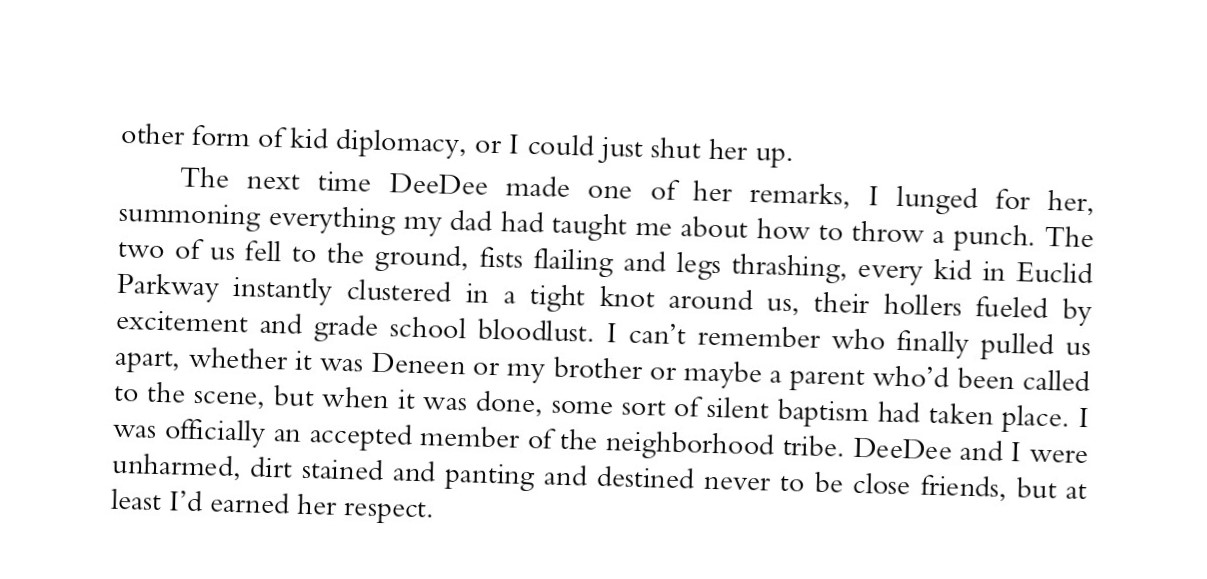 other form of kid diplomacy, or I could just shut her up.
The next time DeeDee made one of her remarks, I lunged for her,
summoning everything my dad had taught me about how to throw a punch. The
two of us fell to the ground, fists flailing and legs thrashing, every kid in Euclid
Parkway instantly clustered in a tight knot around us, their hollers fueled by
excitement and grade school bloodlust. I can’t remember who finally pulled us
apart, whether it was Deneen or my brother or maybe a parent who’d been called
to the scene, but when it was done, some sort of silent baptism had taken place. I
was officially an accepted member of the neighborhood tribe. DeeDee and I were
unharmed, dirt stained and panting and destined never to be close friends, but at
least I’d earned her respect.